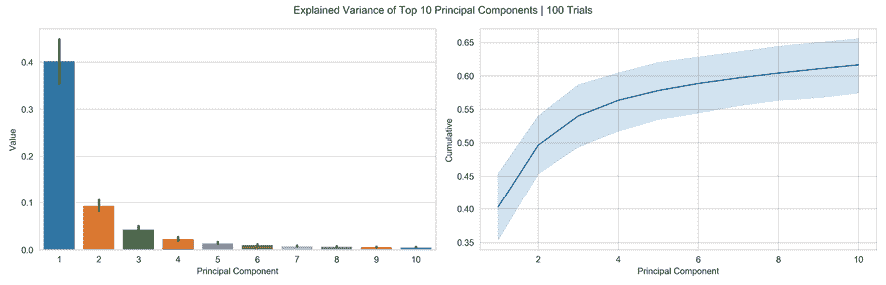 Explained Variance of Top 10 Principal Components | 100 Trials
0.4
0.3
0.2
0.1
0.0
Value
1 2 3 4 5 6 7 8 9 10
Principal Component
0.65
0.60
0.55
0.50
0.45
0.40
0.35
Cumulative
2 4 6 8 10
Principal Component